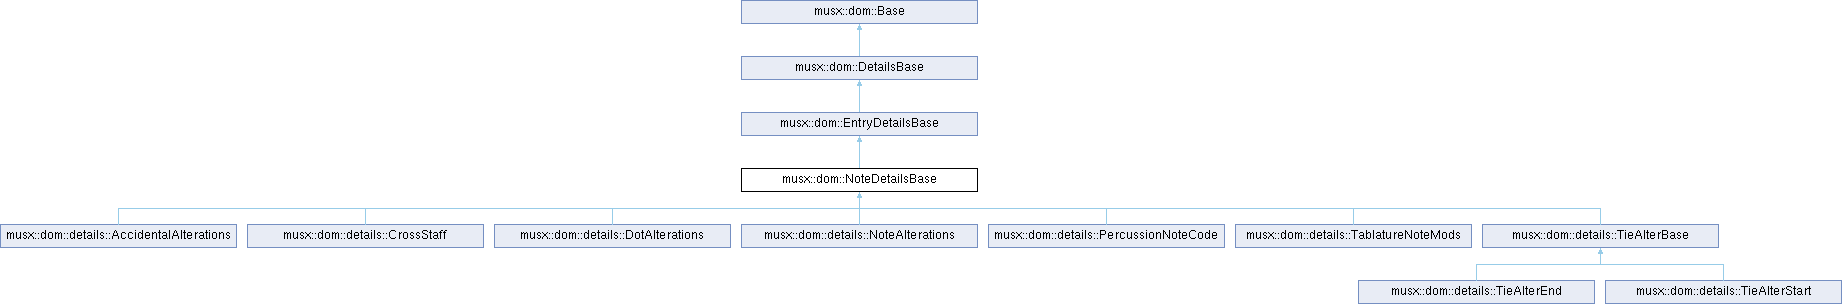 musx::dom::Base
musx::dom::DetailsBase
musx::dom::EntryDetailsBase
musx::dom::NoteDetailsBase
musx::dom::details::AccidentalAlterations
musx::dom::details::CrossStaff
musx::dom::details::DotAlterations
musx::dom::details::NoteAlterations
musx::dom::details::PercussionNoteCode
musx::dom::details::TablatureNoteMods
musx::dom::details::TieAlterBase
musx::dom::details::TieAlterEnd
musx::dom::details::TieAlterStart